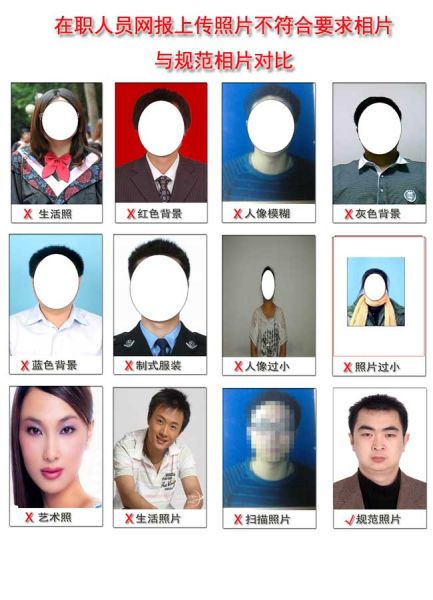 在职人员网报上传照片不符合要求相片
与规范相片对比
X 生活照
X 红色背景
X 人像模糊
X 灰色背景
X 蓝色背景
X 制式服装
X 人像过小
X 照片过小
X 艺术照
X 生活照片
X 扫描照片
✓ 规范照片